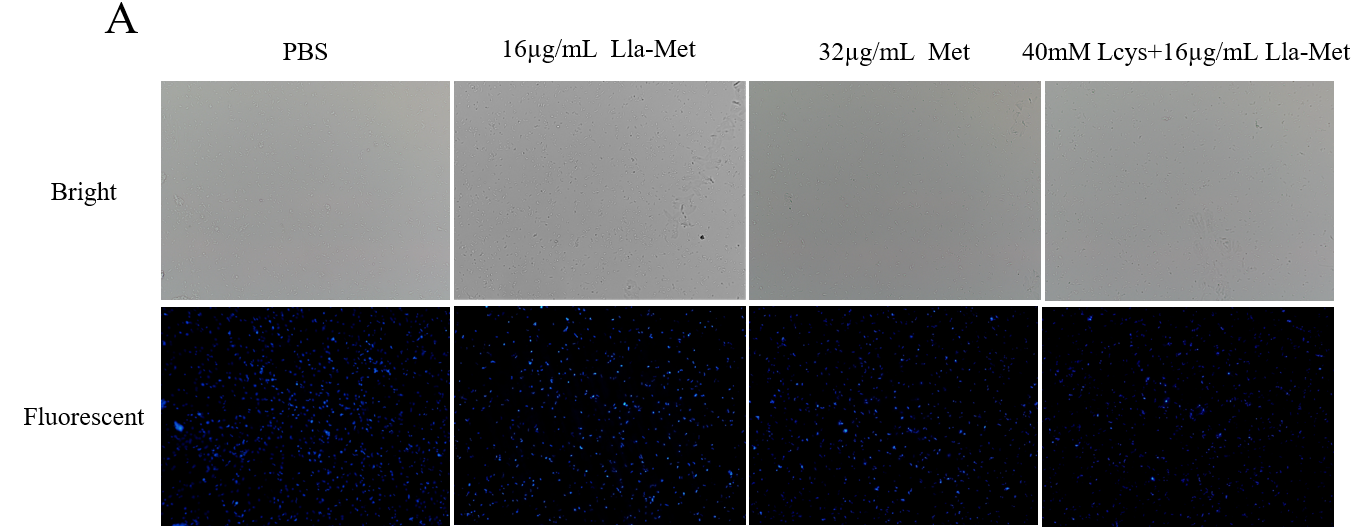 A
PBS
16µg/mL Lla-Met
32µg/mL Met
40mM Lcys+16µg/mL Lla-Met
Bright
Fluorescent